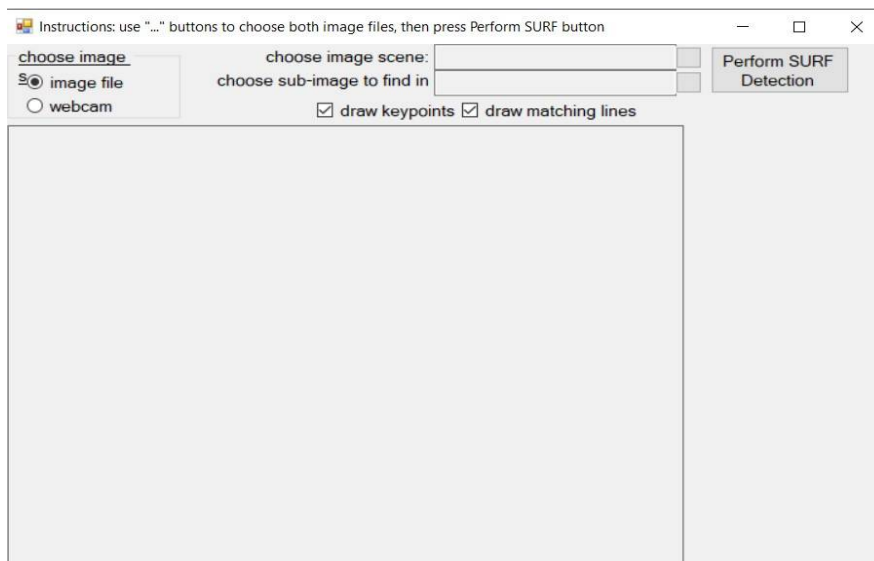 Instructions: use "..." buttons to choose both image files, then press Perform SURF button
choose image
s
image file
webcam
choose image scene:
choose sub-image to find in
draw keypoints
draw matching lines
Perform SURF
Detection